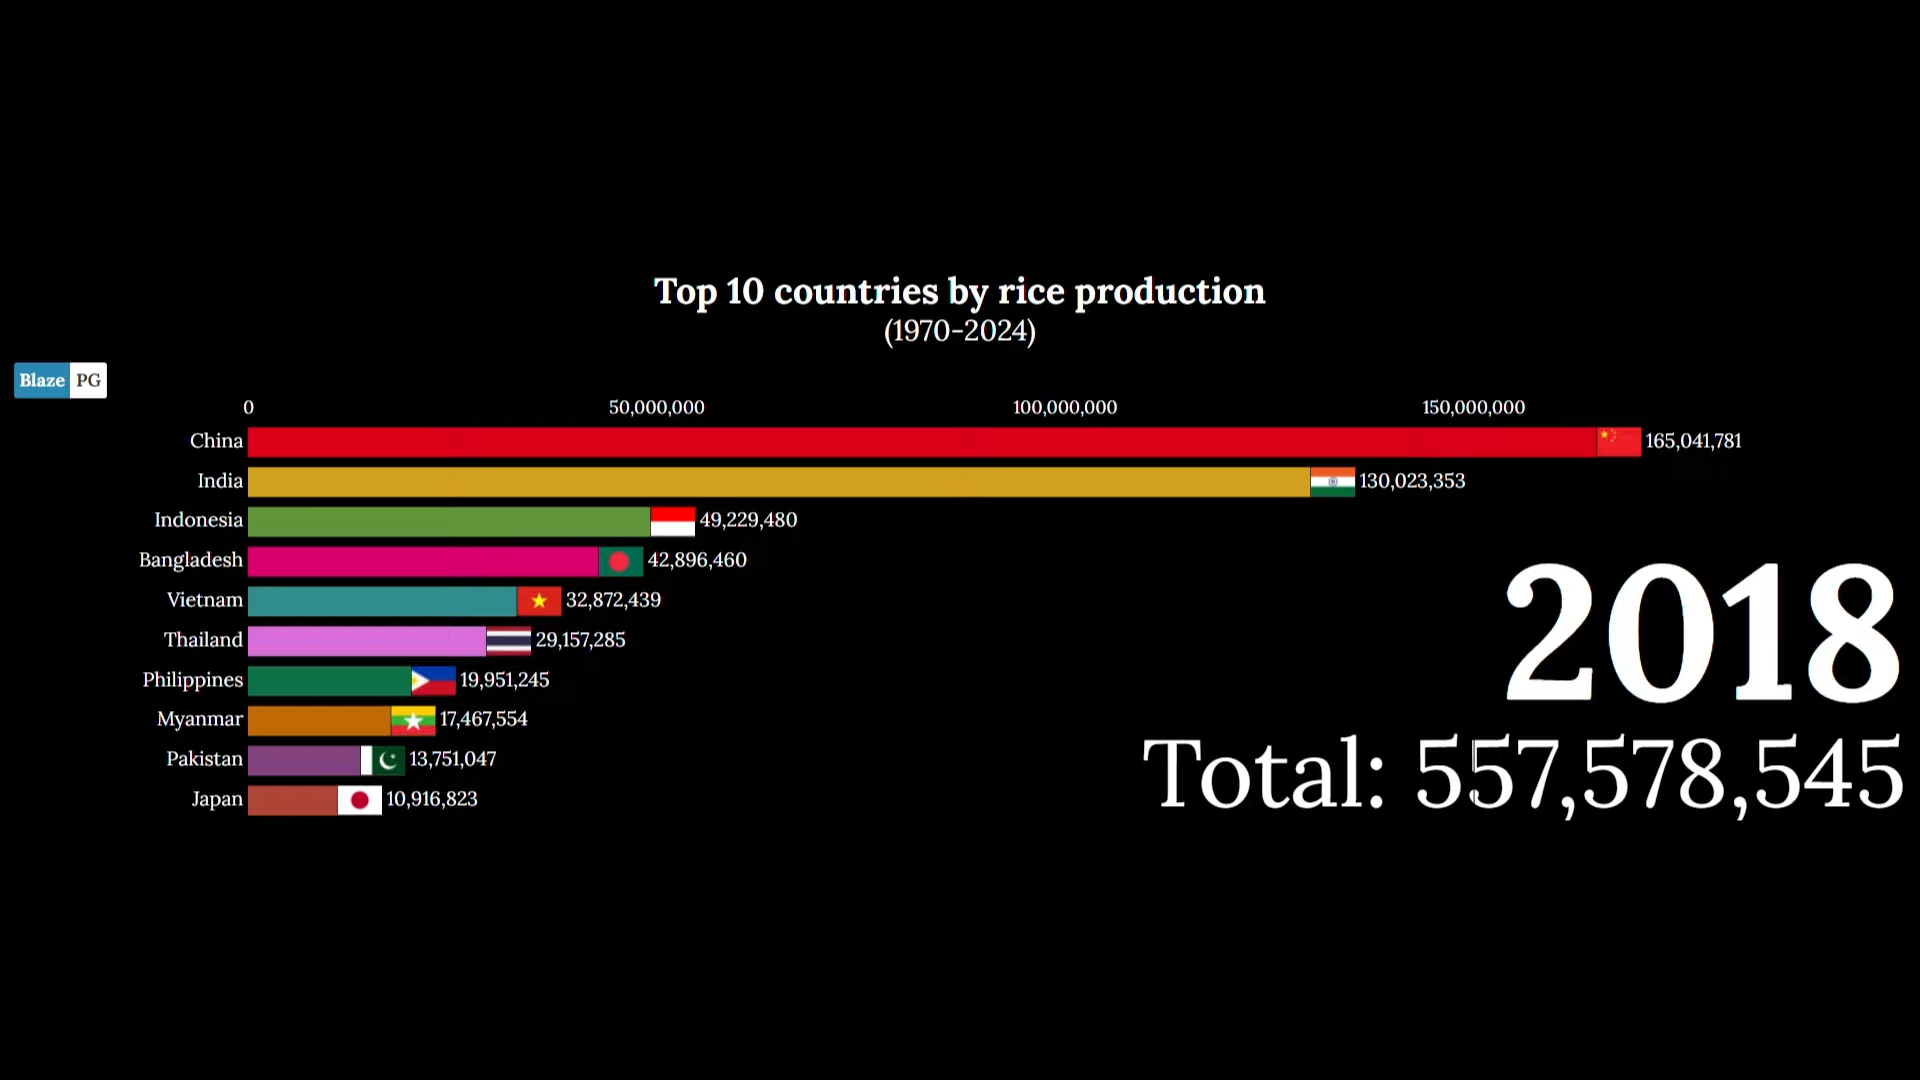 Top 10 countries by rice production
(1970-2024)
Blaze PG
0 50,000,000 100,000,000 150,000,000
China 165,041,781
India 130,023,353
Indonesia 49,229,480
Bangladesh 42,896,460
Vietnam 32,872,439
Thailand 29,157,285
Philippines 19,951,245
Myanmar 17,467,554
Pakistan 13,751,047
Japan 10,916,823
2018
Total: 557,578,545